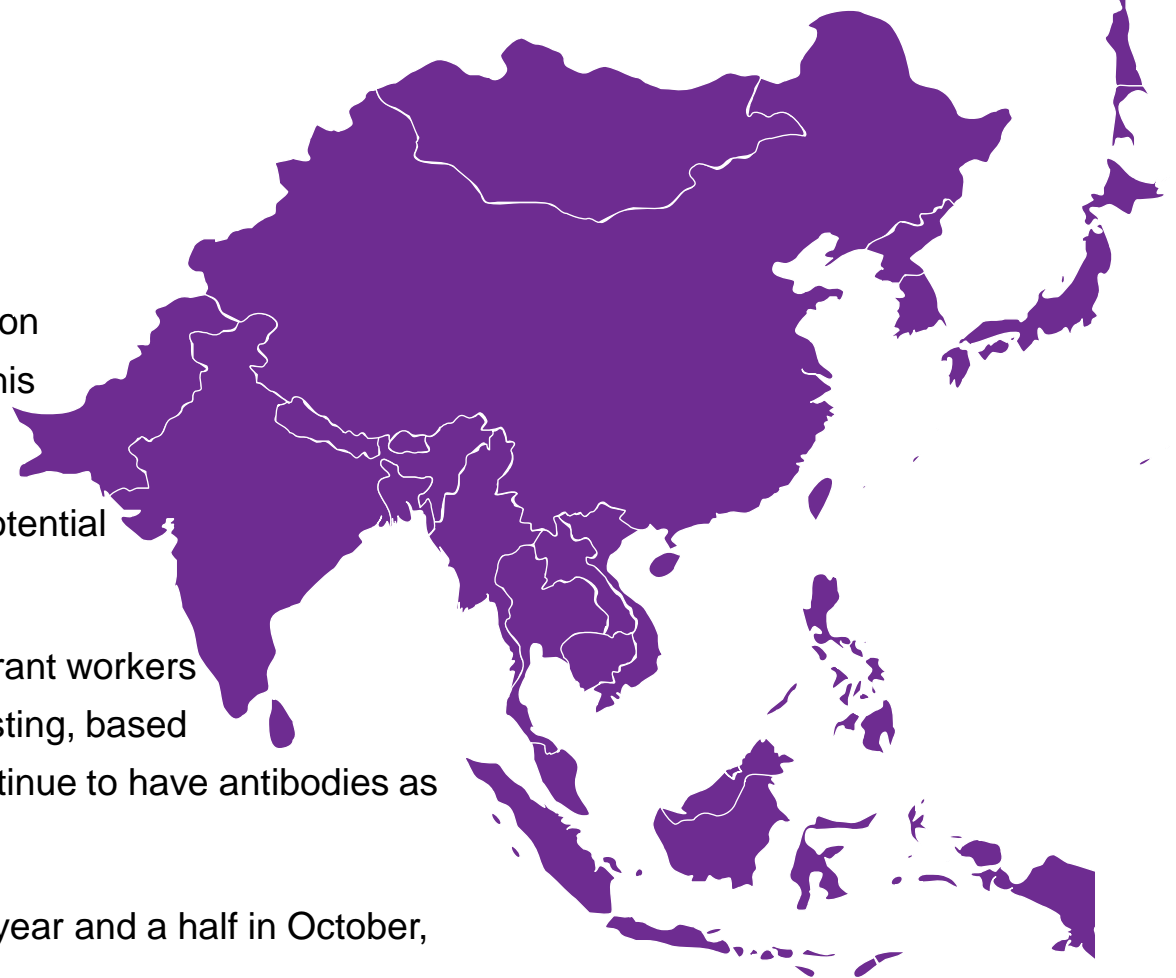 on
his
otential
rant workers
sting, based
tinue to have antibodies as
year and a half in October,